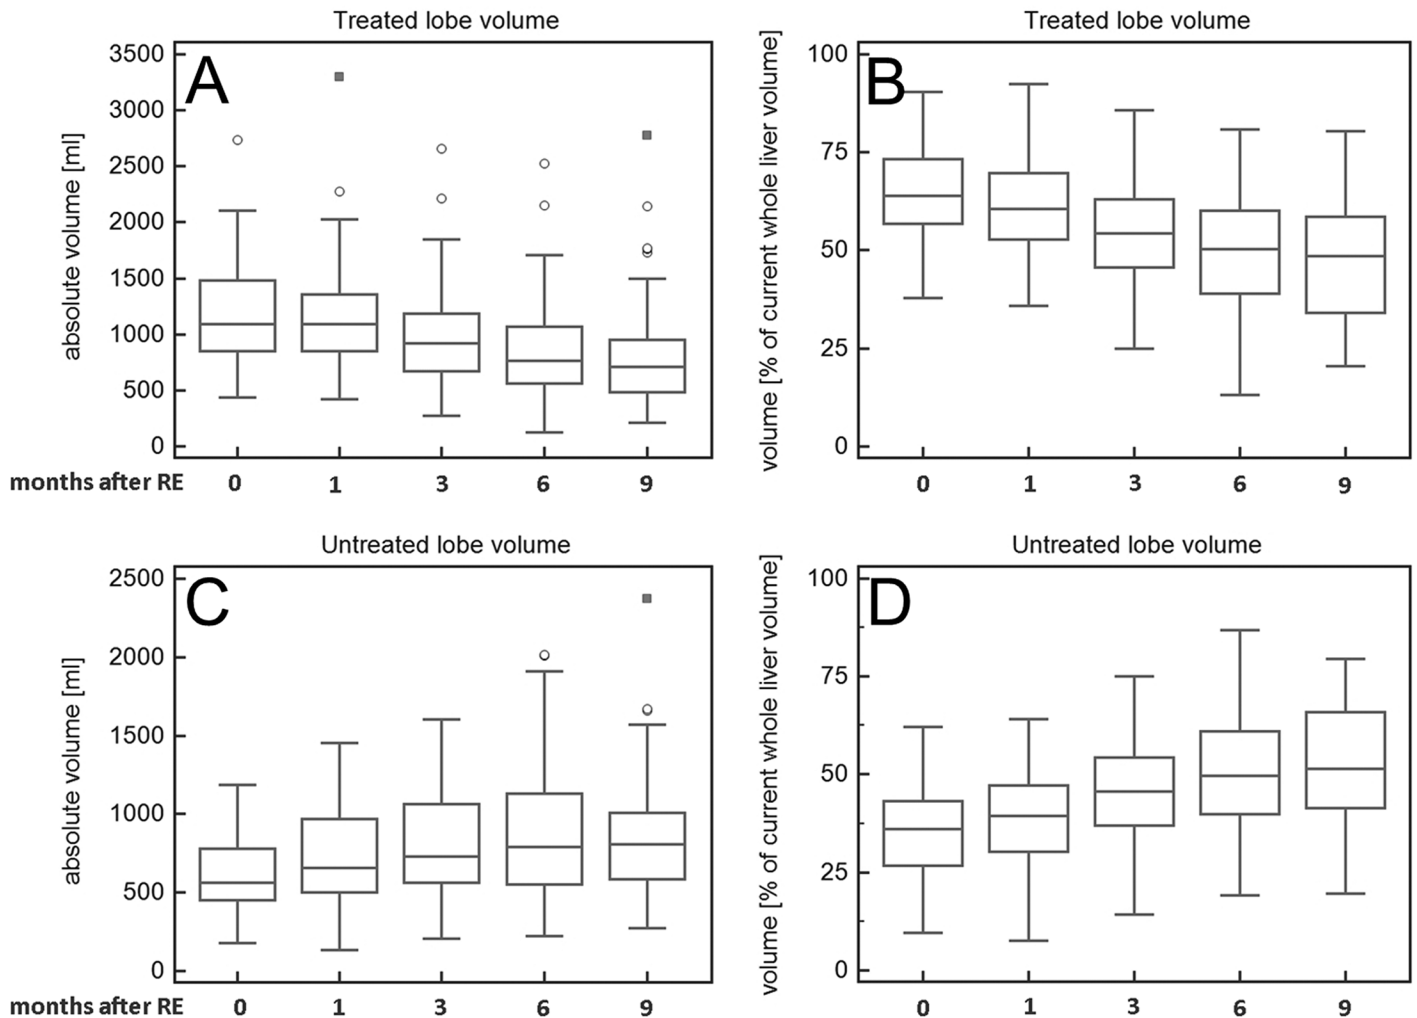 Treated lobe volume
A
absolute volume [ml]
3500
3000
2500
2000
1500
1000
500
0
months after RE 0 1 3 6 9
Treated lobe volume
B
volume [% of current whole liver volume]
100
75
50
25
0
0 1 3 6 9
Untreated lobe volume
C
absolute volume [ml]
2500
2000
1500
1000
500
0
months after RE 0 1 3 6 9
Untreated lobe volume
D
volume [% of current whole liver volume]
100
75
50
25
0
0 1 3 6 9